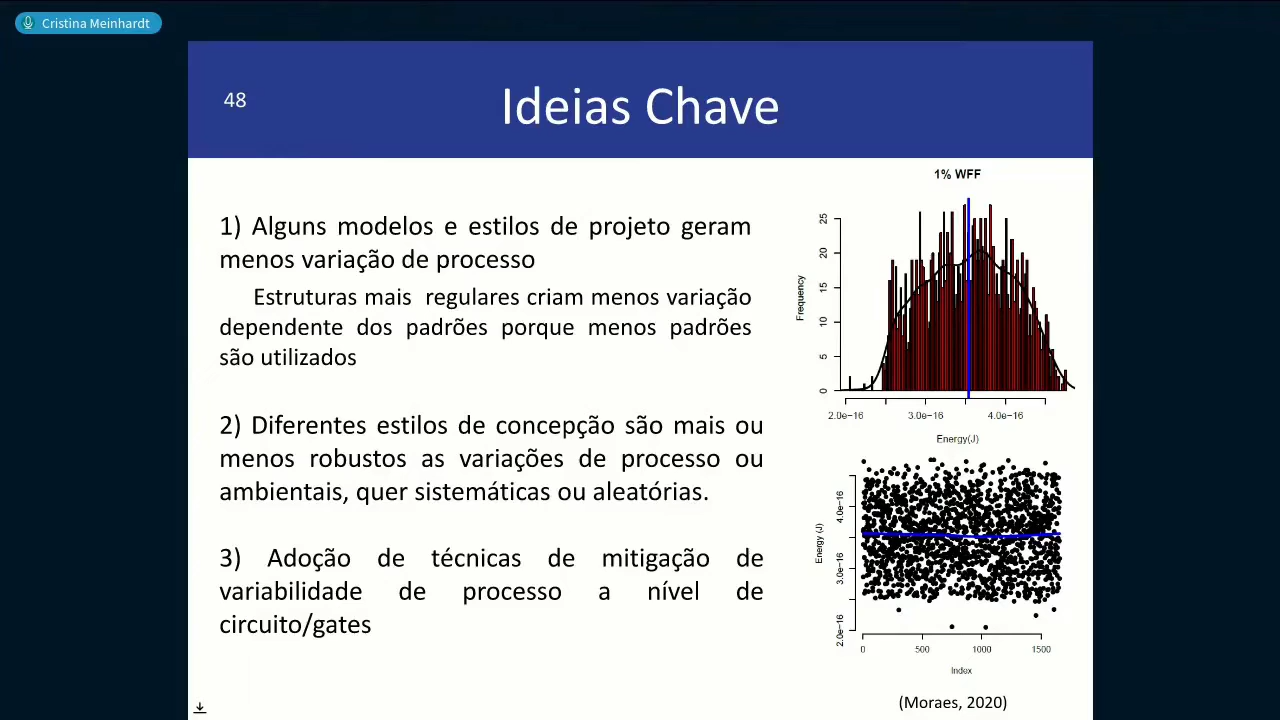 Cristina Meinhardt
48
Ideias Chave
1) Alguns modelos e estilos de projeto geram
menos variação de processo
Estruturas mais regulares criam menos variação
dependente dos padrões porque menos padrões
são utilizados
2) Diferentes estilos de concepção são mais ou
menos robustos as variações de processo ou
ambientais, quer sistemáticas ou aleatórias.
3) Adoção de técnicas de mitigação de
variabilidade de processo a nível de
circuito/gates
1% WFF
Frequency
25
20
15
10
5
0
2.0e-16 3.0e-16 4.0e-16
Energy(J)
Energy (J)
4.0e-16
3.0e-16
2.0e-16
0 500 1000 1500
Index
(Moraes, 2020)